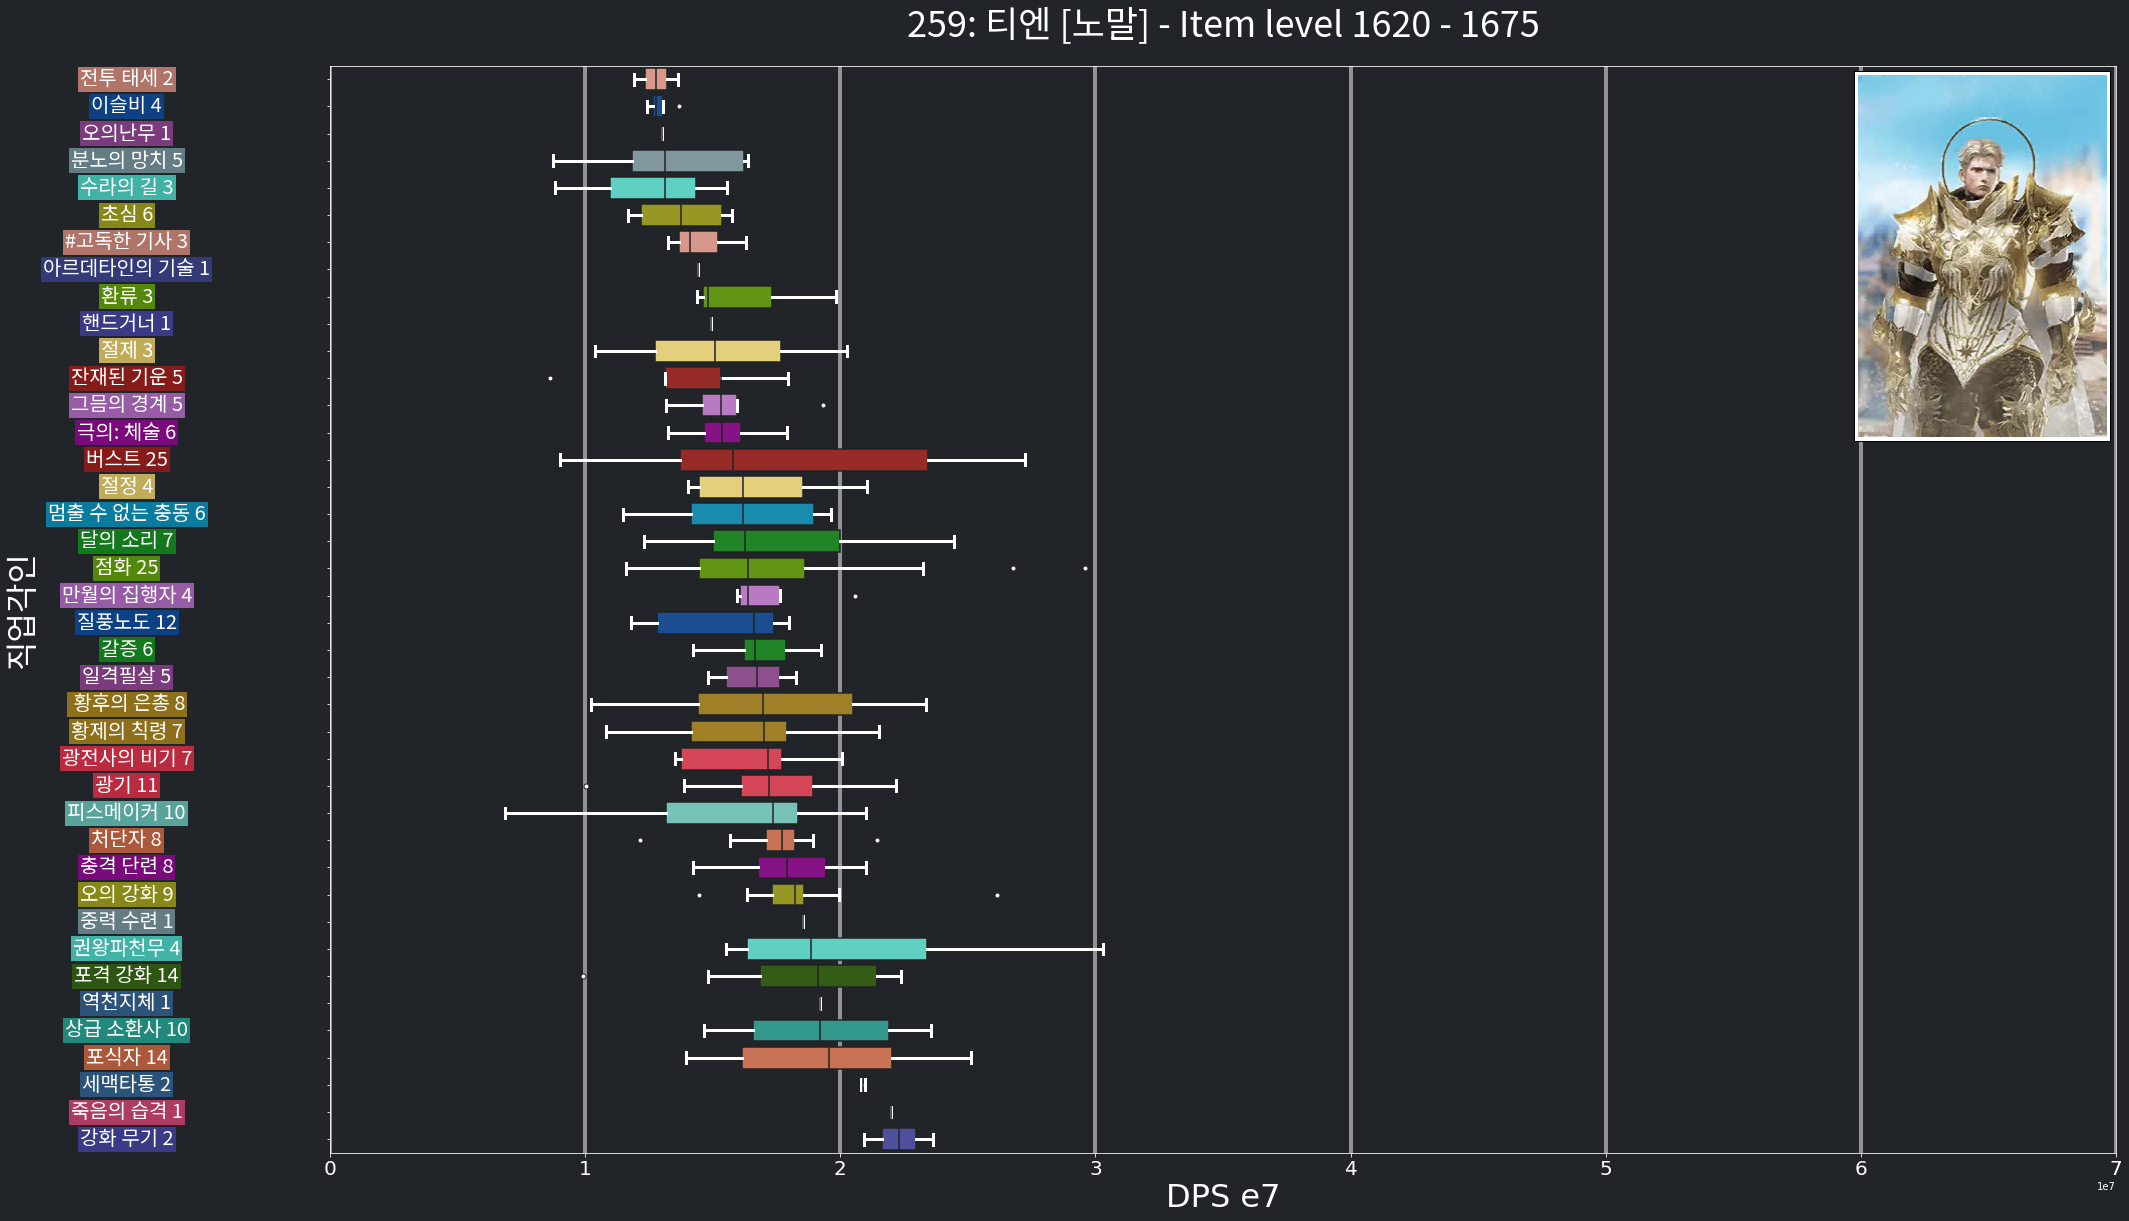 259: 티엔 [노말] - Item level 1620 - 1675
전투 태세 2
이슬비 4
오의난무 1
분노의 망치 5
수라의 길 3
초심 6
#고독한 기사 3
아르데타인의 기술 1
환류 3
핸드거너 1
절제 3
잔재된 기운 5
그믐의 경계 5
극의: 체술 6
버스트 25
절정 4
멈출 수 없는 충동 6
달의 소리 7
점화 25
만월의 집행자 4
질풍노도 12
갈증 6
일격필살 5
황후의 은총 8
황제의 칙령 7
광전사의 비기 7
광기 11
피스메이커 10
처단자 8
충격 단련 8
오의 강화 9
중력 수련 1
권왕파천무 4
포격 강화 14
역천지체 1
상급 소환사 10
포식자 14
세맥타통 2
죽음의 습격 1
강화 무기 2
직업각인
0 1 2 3 4 5 6 7
1e7
DPS e7